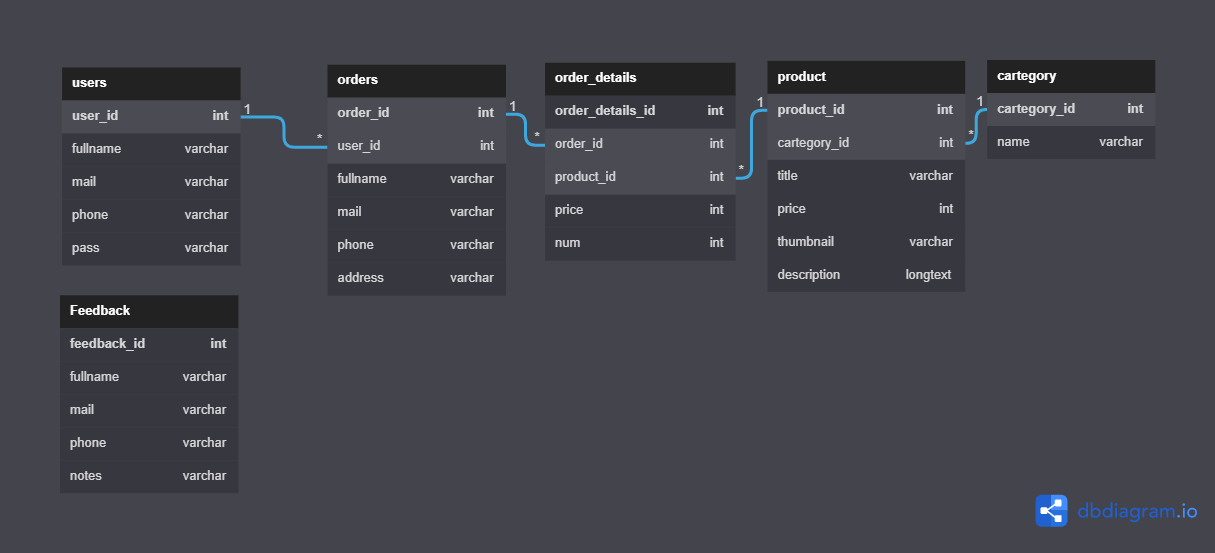 users
user_id int
fullname varchar
mail varchar
phone varchar
pass varchar
1
*
orders
order_id int
user_id int
fullname varchar
mail varchar
phone varchar
address varchar
1
*
order_details
order_details_id int
order_id int
product_id int
price int
num int
*
1
product
product_id int
cartegory_id int
title varchar
price int
thumbnail varchar
description longtext
*
1
cartegory
cartegory_id int
name varchar
Feedback
feedback_id int
fullname varchar
mail varchar
phone varchar
notes varchar
dbdiagram.io